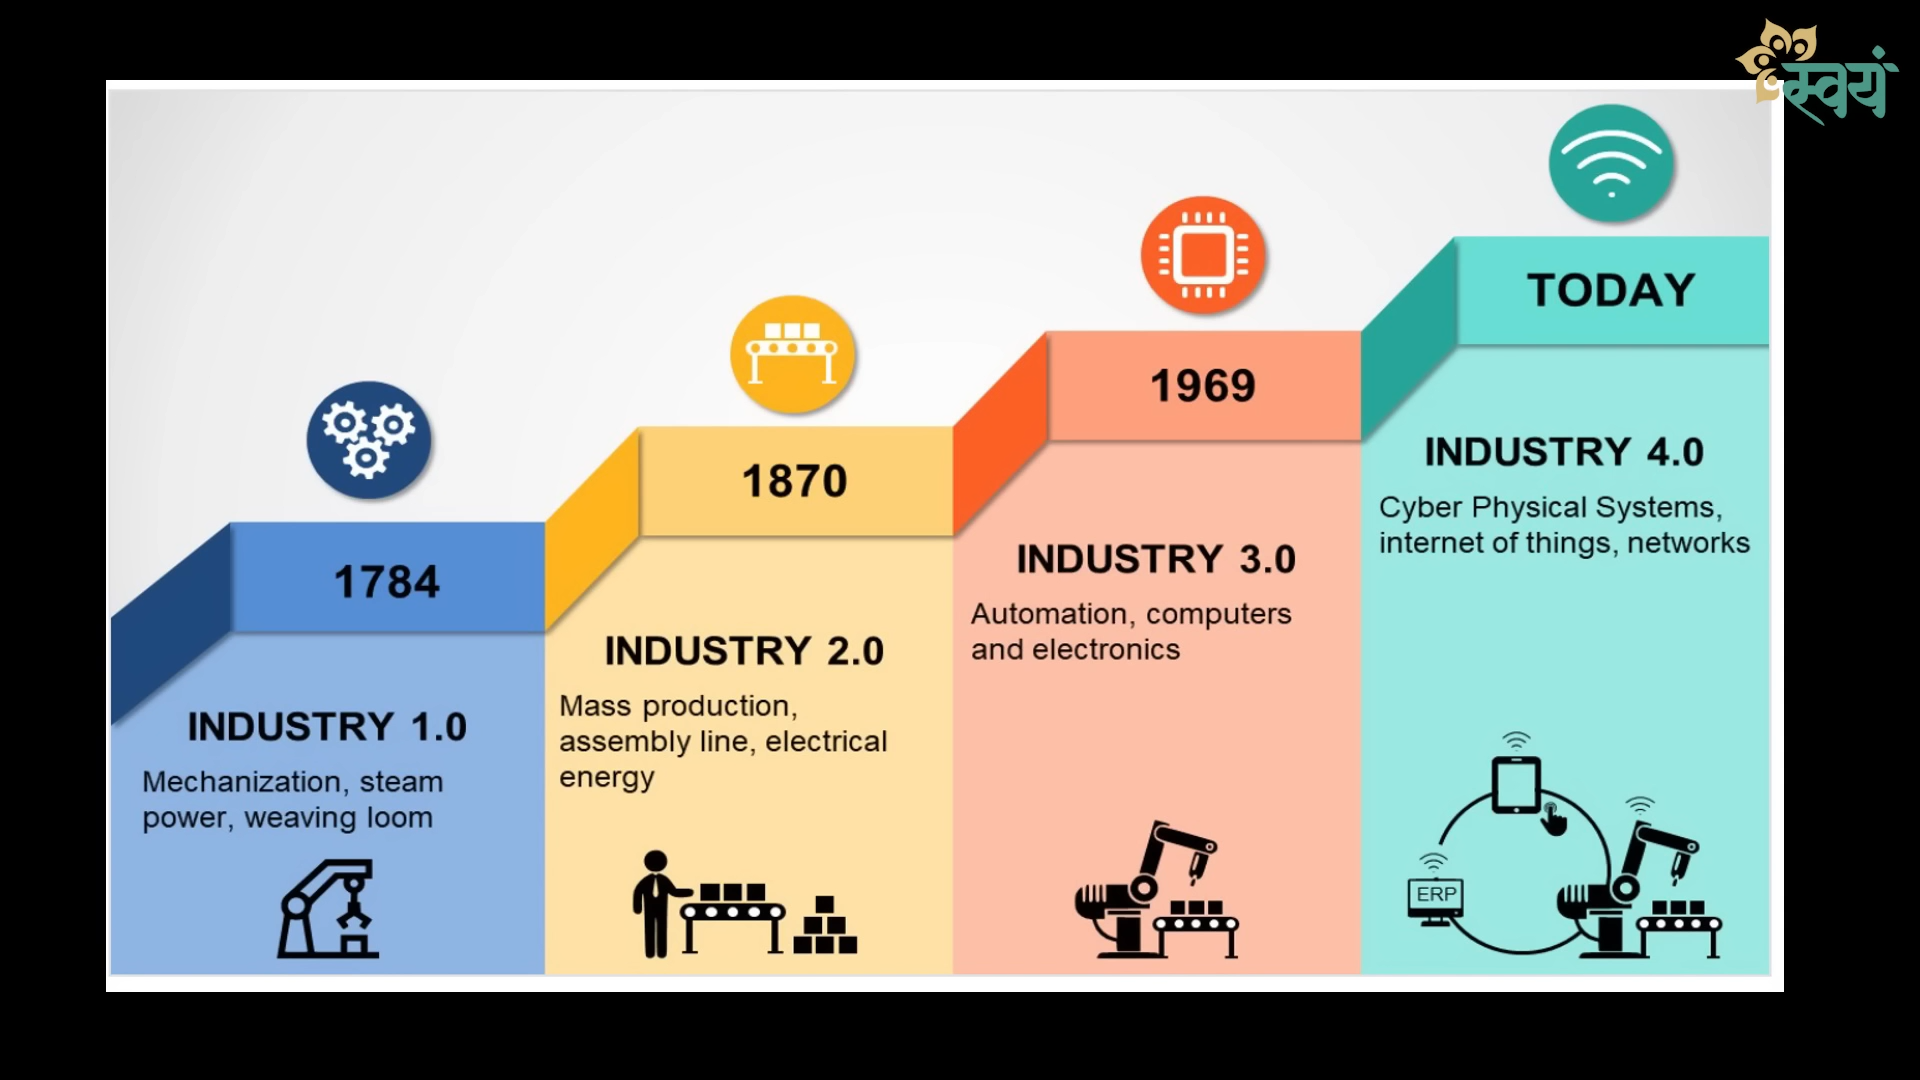 स्वयं
1784
INDUSTRY 1.0
Mechanization, steam
power, weaving loom
1870
INDUSTRY 2.0
Mass production,
assembly line, electrical
energy
1969
INDUSTRY 3.0
Automation, computers
and electronics
TODAY
INDUSTRY 4.0
Cyber Physical Systems,
internet of things, networks
ERP